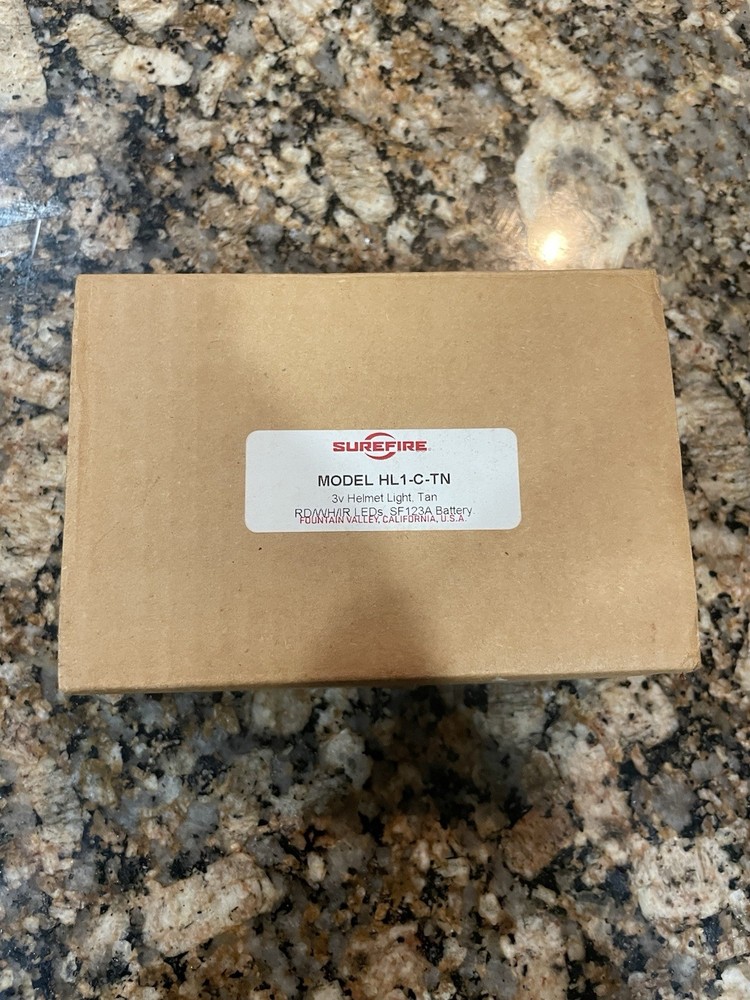 SUREFIRE
MODEL HL1-C-TN
3v Helmet Light, Tan
RD/WH/IR LEDs, SF123A Battery
FOUNTAIN VALLEY, CALIFORNIA, U.S.A.